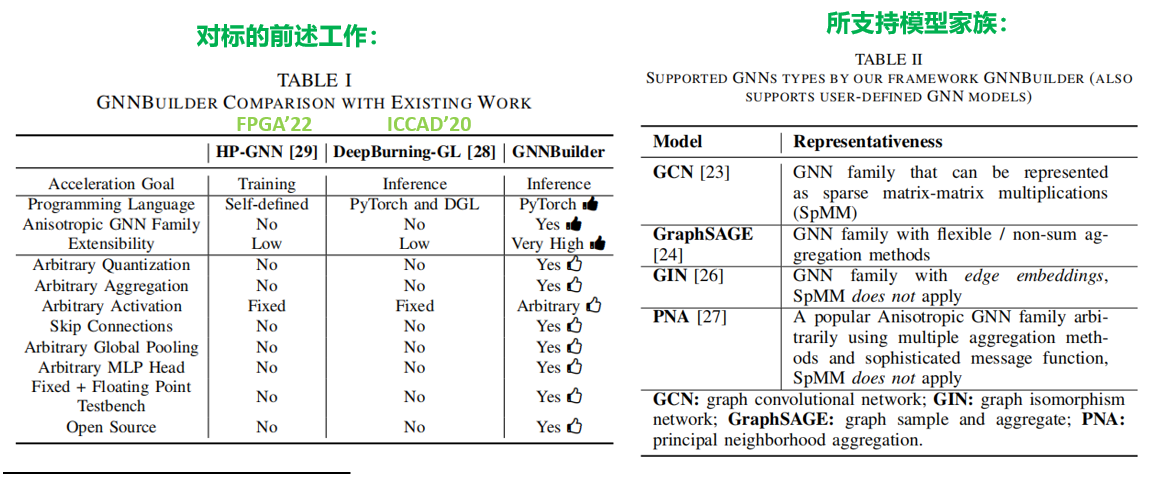 对标的前述工作：
TABLE I
GNNBUILDER COMPARISON WITH EXISTING WORK
FPGA’22 ICCAD’20
HP-GNN [29] DeepBurning-GL [28] GNNBuilder
Acceleration Goal Training Inference Inference
Programming Language Self-defined PyTorch and DGL PyTorch
Anisotropic GNN Family No No Yes
Extensibility Low Low Very High
Arbitrary Quantization No No Yes
Arbitrary Aggregation No No Yes
Arbitrary Activation Fixed Fixed Arbitrary
Skip Connections No No Yes
Arbitrary Global Pooling No No Yes
Arbitrary MLP Head No No Yes
Fixed + Floating Point
Testbench No No Yes
Open Source No No Yes
所支持模型家族：
TABLE II
SUPPORTED GNNS TYPES BY OUR FRAMEWORK GNNBUILDER (ALSO
SUPPORTS USER-DEFINED GNN MODELS)
Model Representativeness
GCN [23] GNN family that can be represented
as sparse matrix-matrix multiplications
(SpMM)
GraphSAGE GNN family with flexible / non-sum ag-
[24] gregation methods
GIN [26] GNN family with edge embeddings,
SpMM does not apply
PNA [27] A popular Anisotropic GNN family arbi-
trarily using multiple aggregation meth-
ods and sophisticated message function,
SpMM does not apply
GCN: graph convolutional network; GIN: graph isomorphism
network; GraphSAGE: graph sample and aggregate; PNA:
principal neighborhood aggregation.